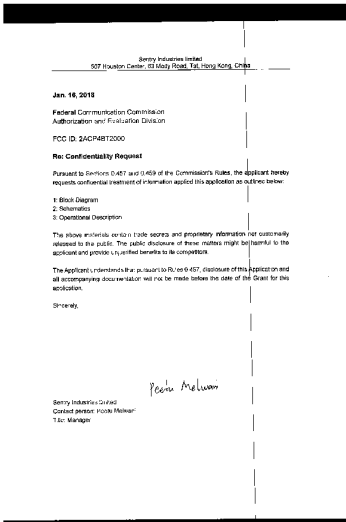 Sentry Industries limited
507 Houston Center, 63 Mody Road, Tst, Hong Kong, China
Jan. 16, 2018
Federal Communication Commission
Authorization and Evaluation Division
FCC ID: 2ACP4BT2000
Re: Confidentiality Request
Pursuant to Sections 0.457 and 0.459 of the Commission's Rules, the applicant hereby
requests confidential treatment of information applied this application as outlined below:
1: Block Diagram
2: Schematics
3: Operational Description
The above materials contain trade secrets and proprietary information not customarily
released to the public. The public disclosure of these matters might be harmful to the
applicant and provide unjustified benefits to its competitors.
The Applicant understands that pursuant to Rules 0.457, disclosure of this Application and
all accompanying documentation will not be made before the date of the Grant for this
application.
Sincerely,
Sentry Industries limited
Contact person: Melwani
Title: Manager